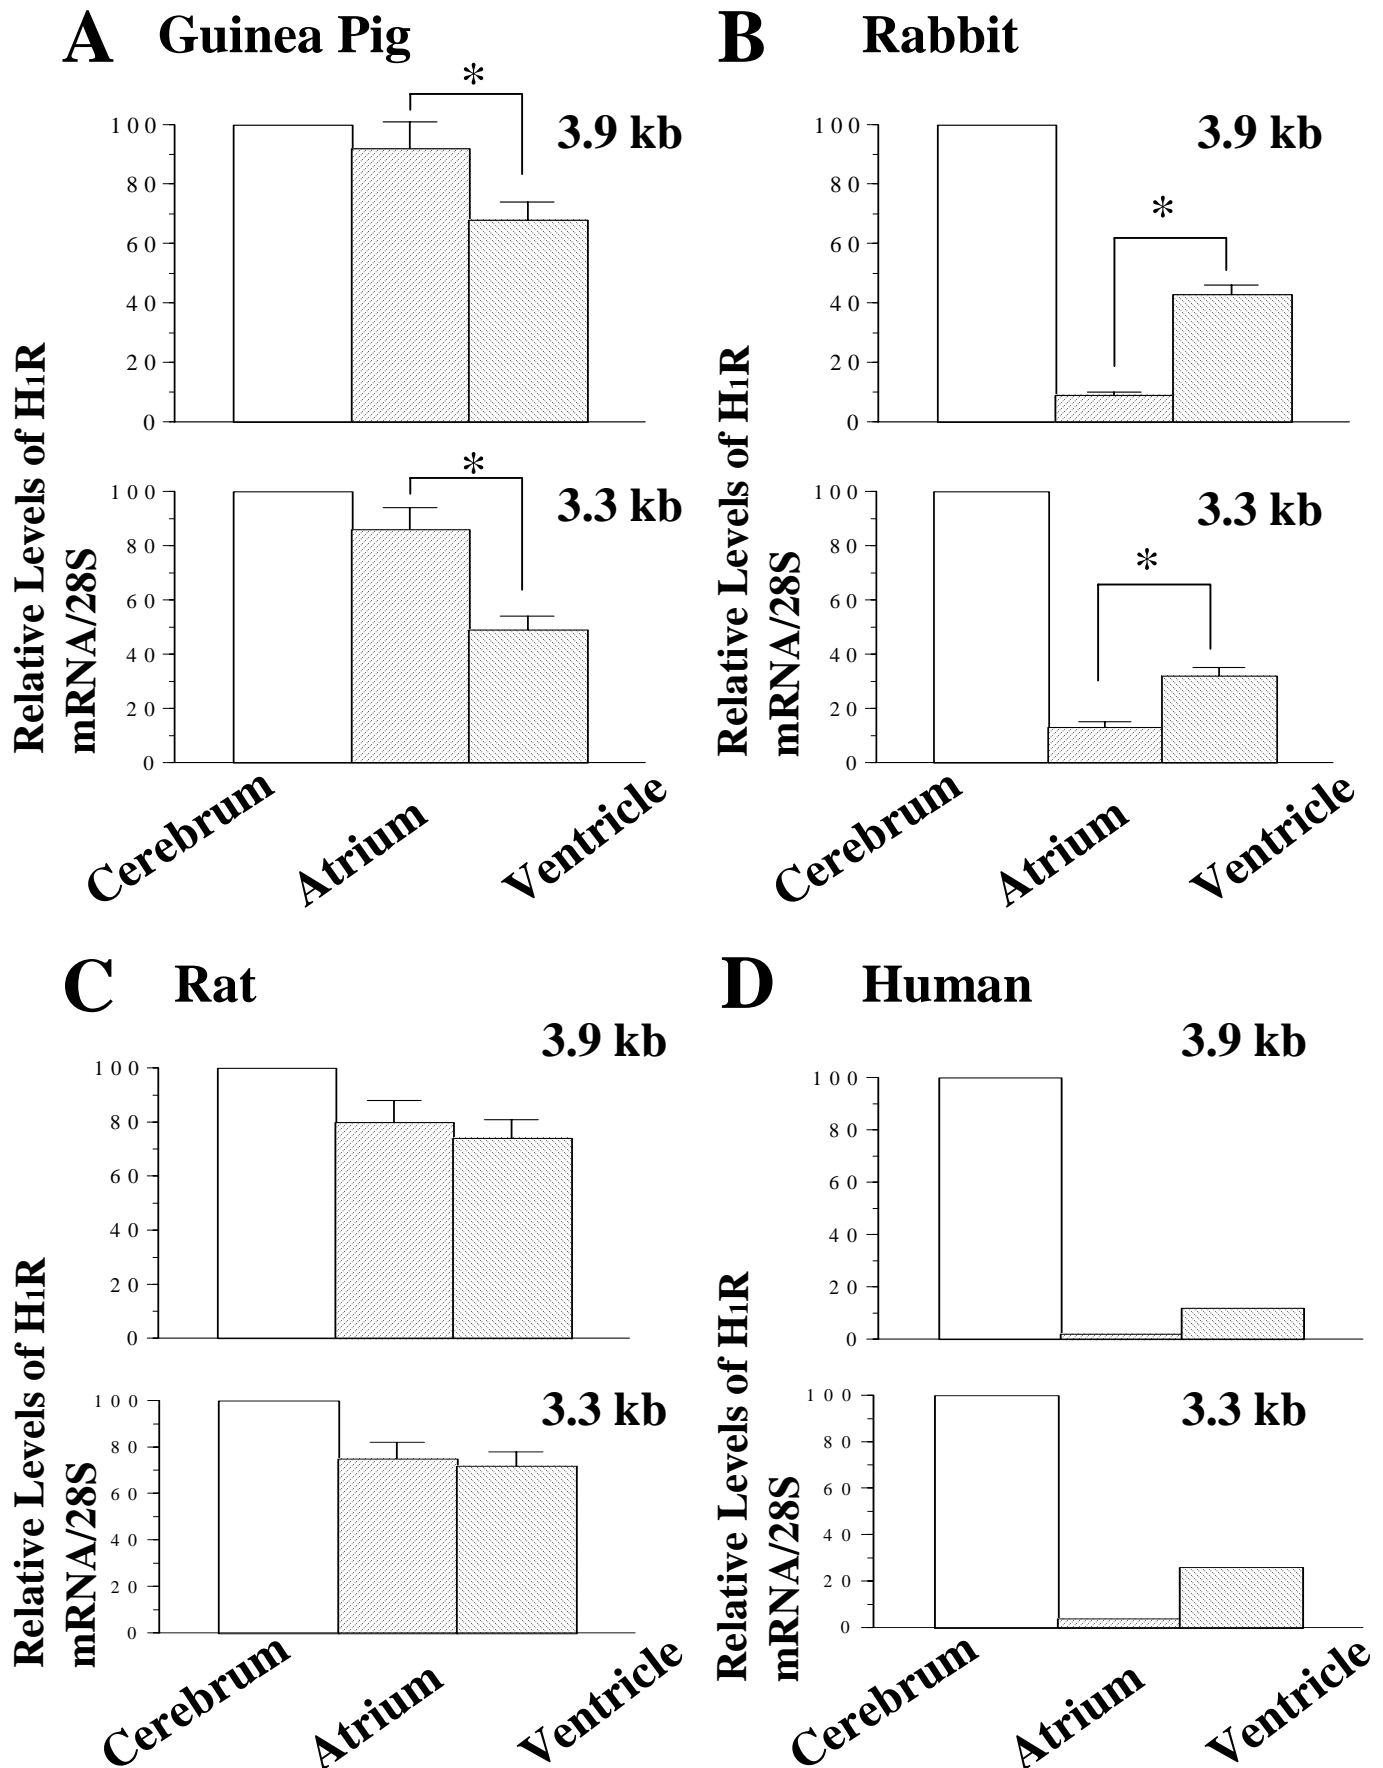 A Guinea Pig
*
3.9 kb
100
80
60
40
20
0
*
3.3 kb
100
80
60
40
20
0
Relative Levels of H1R
mRNA/28S
Cerebrum
Atrium
Ventricle
B Rabbit
3.9 kb
*
100
80
60
40
20
0
3.3 kb
*
100
80
60
40
20
0
Relative Levels of H1R
mRNA/28S
Cerebrum
Atrium
Ventricle
C Rat
3.9 kb
100
80
60
40
20
0
3.3 kb
100
80
60
40
20
0
Relative Levels of H1R
mRNA/28S
Cerebrum
Atrium
Ventricle
D Human
3.9 kb
100
80
60
40
20
0
3.3 kb
100
80
60
40
20
0
Relative Levels of H1R
mRNA/28S
Cerebrum
Atrium
Ventricle